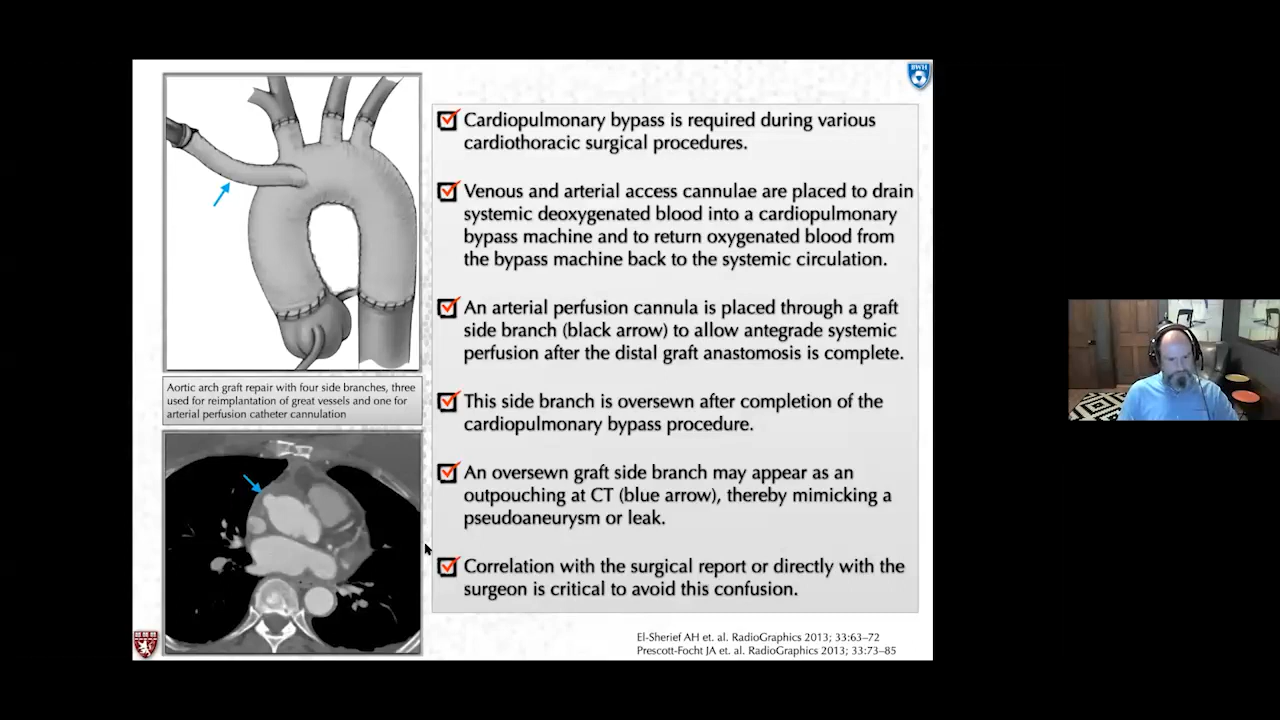 BWH
Cardiopulmonary bypass is required during various
cardiothoracic surgical procedures.
Venous and arterial access cannulae are placed to drain
systemic deoxygenated blood into a cardiopulmonary
bypass machine and to return oxygenated blood from
the bypass machine back to the systemic circulation.
An arterial perfusion cannula is placed through a graft
side branch (black arrow) to allow antegrade systemic
perfusion after the distal graft anastomosis is complete.
This side branch is oversewn after completion of the
cardiopulmonary bypass procedure.
An oversewn graft side branch may appear as an
outpouching at CT (blue arrow), thereby mimicking a
pseudoaneurysm or leak.
Correlation with the surgical report or directly with the
surgeon is critical to avoid this confusion.
Aortic arch graft repair with four side branches, three
used for reimplantation of great vessels and one for
arterial perfusion catheter cannulation
El-Sherief AH et. al. RadioGraphics 2013; 33:63–72
Prescott-Focht JA et. al. RadioGraphics 2013; 33:73–85